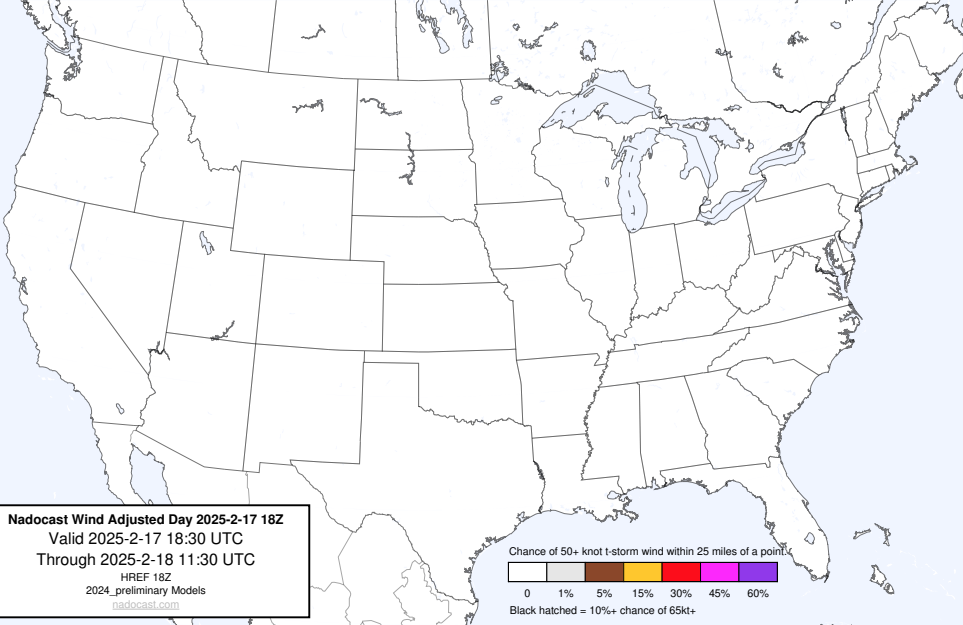 Nadocast Wind Adjusted Day 2025-2-17 18Z
Valid 2025-2-17 18:30 UTC
Through 2025-2-18 11:30 UTC
HREF 18Z
2024_preliminary Models
nadocast.com
Chance of 50+ knot t-storm wind within 25 miles of a point.
0 1% 5% 15% 30% 45% 60%
Black hatched = 10%+ chance of 65kt+